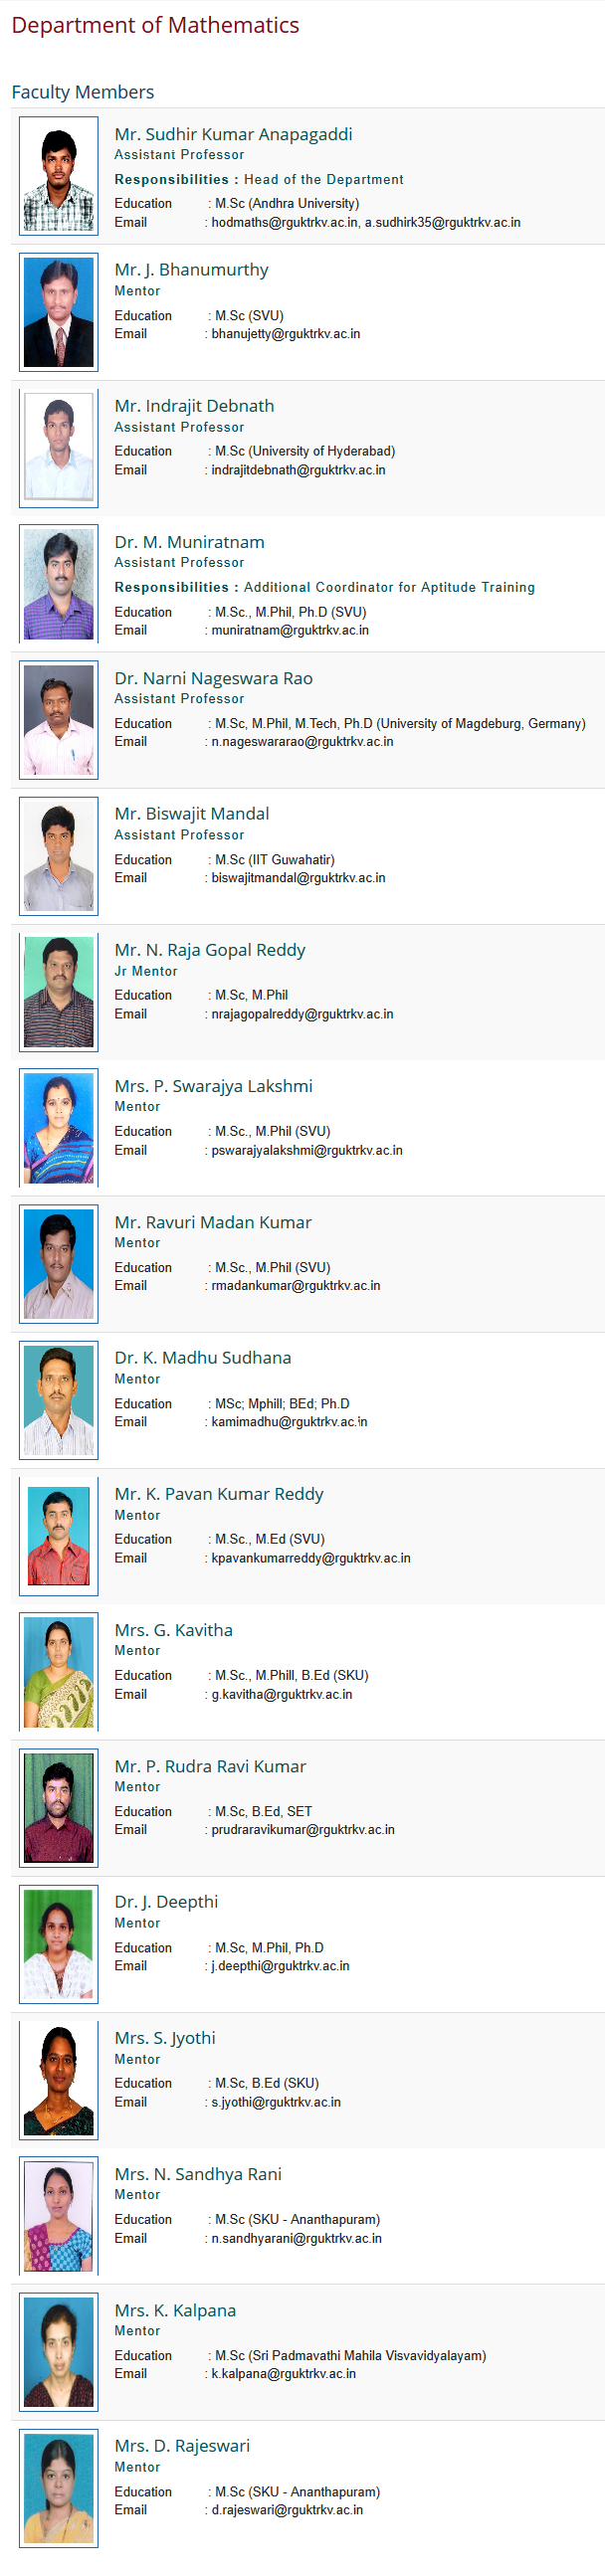 Department of Mathematics
Faculty Members
Mr. Sudhir Kumar Anapagaddi
Assistant Professor
Responsibilities : Head of the Department
Education : M.Sc (Andhra University)
Email : hodmaths@rguktrkv.ac.in, a.sudhirk35@rguktrkv.ac.in
Mr. J. Bhanumurthy
Mentor
Education : M.Sc (SVU)
Email : bhanujetty@rguktrkv.ac.in
Mr. Indrajit Debnath
Assistant Professor
Education : M.Sc (University of Hyderabad)
Email : indrajitdebnath@rguktrkv.ac.in
Dr. M. Muniratnam
Assistant Professor
Responsibilities : Additional Coordinator for Aptitude Training
Education : M.Sc., M.Phil, Ph.D (SVU)
Email : muniratnam@rguktrkv.ac.in
Dr. Narni Nageswara Rao
Assistant Professor
Education : M.Sc, M.Phil, M.Tech, Ph.D (University of Magdeburg, Germany)
Email : n.nageswararao@rguktrkv.ac.in
Mr. Biswajit Mandal
Assistant Professor
Education : M.Sc (IIT Guwahatir)
Email : biswajitmandal@rguktrkv.ac.in
Mr. N. Raja Gopal Reddy
Jr Mentor
Education : M.Sc, M.Phil
Email : nrajagopalreddy@rguktrkv.ac.in
Mrs. P. Swarajya Lakshmi
Mentor
Education : M.Sc., M.Phil (SVU)
Email : pswarajyalakshmi@rguktrkv.ac.in
Mr. Ravuri Madan Kumar
Mentor
Education : M.Sc., M.Phil (SVU)
Email : rmadankumar@rguktrkv.ac.in
Dr. K. Madhu Sudhana
Mentor
Education : MSc; Mphill; BEd; Ph.D
Email : kamimadhu@rguktrkv.ac.in
Mr. K. Pavan Kumar Reddy
Mentor
Education : M.Sc., M.Ed (SVU)
Email : kpavankumarreddy@rguktrkv.ac.in
Mrs. G. Kavitha
Mentor
Education : M.Sc., M.Phill, B.Ed (SKU)
Email : g.kavitha@rguktrkv.ac.in
Mr. P. Rudra Ravi Kumar
Mentor
Education : M.Sc, B.Ed, SET
Email : prudraravikumar@rguktrkv.ac.in
Dr. J. Deepthi
Mentor
Education : M.Sc, M.Phil, Ph.D
Email : j.deepthi@rguktrkv.ac.in
Mrs. S. Jyothi
Mentor
Education : M.Sc, B.Ed (SKU)
Email : s.jyothi@rguktrkv.ac.in
Mrs. N. Sandhya Rani
Mentor
Education : M.Sc (SKU - Ananthapuram)
Email : n.sandhyarani@rguktrkv.ac.in
Mrs. K. Kalpana
Mentor
Education : M.Sc (Sri Padmavathi Mahila Visvavidyalayam)
Email : k.kalpana@rguktrkv.ac.in
Mrs. D. Rajeswari
Mentor
Education : M.Sc (SKU - Ananthapuram)
Email : d.rajeswari@rguktrkv.ac.in